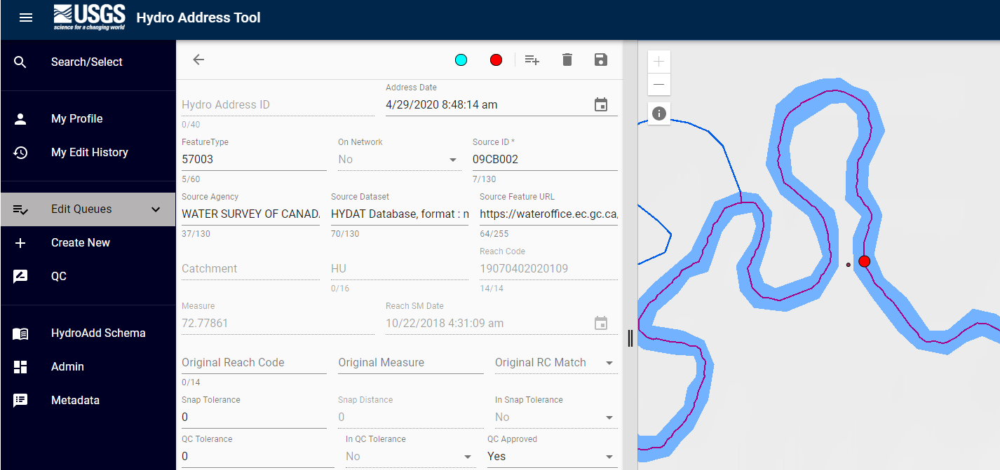 USGS
science for a changing world
Hydro Address Tool
Search/Select
My Profile
My Edit History
Edit Queues
Create New
QC
HydroAdd Schema
Admin
Metadata
Hydro Address ID
0/40
Address Date
4/29/2020 8:48:14 am
FeatureType
57003
5/60
On Network
No
Source ID *
09CB002
7/130
Source Agency
WATER SURVEY OF CANAD
37/130
Source Dataset
HYDAT Database, format : n
70/130
Source Feature URL
https://wateroffice.ec.gc.ca
64/255
Catchment
HU
0/16
Reach Code
19070402020109
14/14
Measure
72.77861
Reach SM Date
10/22/2018 4:31:09 am
Original Reach Code
0/14
Original Measure
Original RC Match
Snap Tolerance
0
Snap Distance
0
In Snap Tolerance
No
QC Tolerance
0
In QC Tolerance
No
QC Approved
Yes